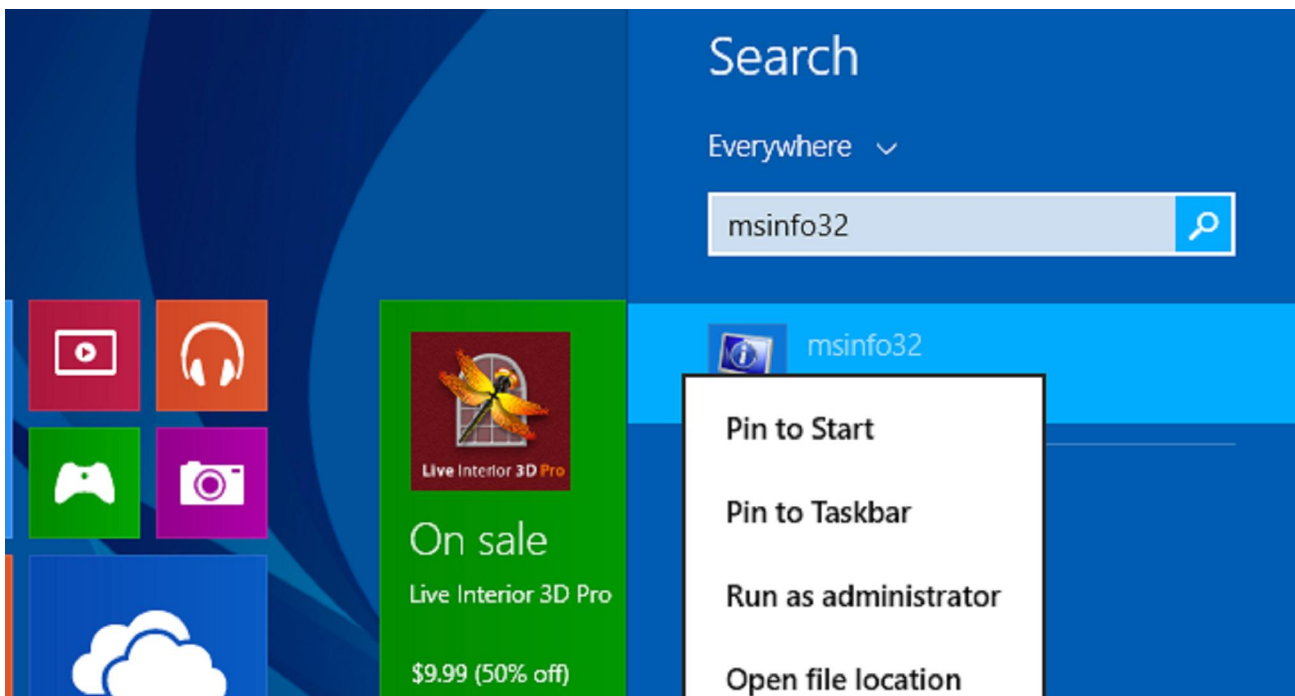 Search
Everywhere
msinfo32
msinfo32
Pin to Start
Pin to Taskbar
Run as administrator
Open file location
Live Interior 3D Pro
On sale
Live Interior 3D Pro
$9.99 (50% off)